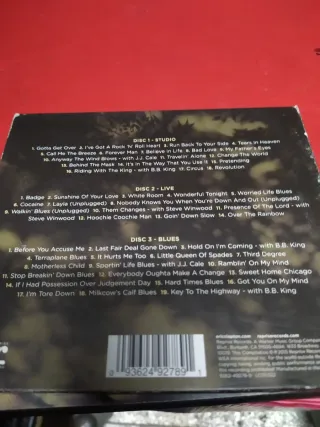 DISC 1 - STUDIO
1. Gotta Get Over 2. I've Got A Rock 'N' Roll Heart 3. Run Back To Your Side 4. Tears in Heaven
5. Call Me The Breeze 6. Forever Man 7. Believe in Life 8. Bad Love 9. My Father's Eyes
10. Anyway The Wind Blows - with J.J. Cale 11. Travelin' Alone 12. Change The World
13. Behind The Mask 14. It's In The Way That You Use It 15. Pretending
16. Riding With The King - with B.B. King 17. Circus 18. Revolution
DISC 2 - LIVE
1. Badge 2. Sunshine Of Your Love 3. White Room 4. Wonderful Tonight 5. Worried Life Blues
6. Cocaine 7. Layla (Unplugged) 8. Nobody Knows You When You're Down And Out (Unplugged)
9. Walkin' Blues (Unplugged) 10. Them Changes - with Steve Winwood 11. Presence Of The Lord - with
Steve Winwood 12. Hoochie Coochie Man 13. Goin' Down Slow 14. Over The Rainbow
DISC 3 - BLUES
1. Before You Accuse Me 2. Last Fair Deal Gone Down 3. Hold On I'm Coming - with B.B. King
4. Terraplane Blues 5. It Hurts Me Too 6. Little Queen Of Spades 7. Third Degree
8. Motherless Child 9. Sportin' Life Blues - with J.J. Cale 10. Ramblin' On My Mind
11. Stop Breakin' Down Blues 12. Everybody Oughta Make A Change 13. Sweet Home Chicago
14. If I Had Possession Over Judgement Day 15. Hard Times Blues 16. Got You On My Mind
17. I'm Tore Down 18. Milkcow's Calf Blues 19. Key To The Highway - with B.B. King
ericclapton.com repriserecords.com
0 93624 92789 1